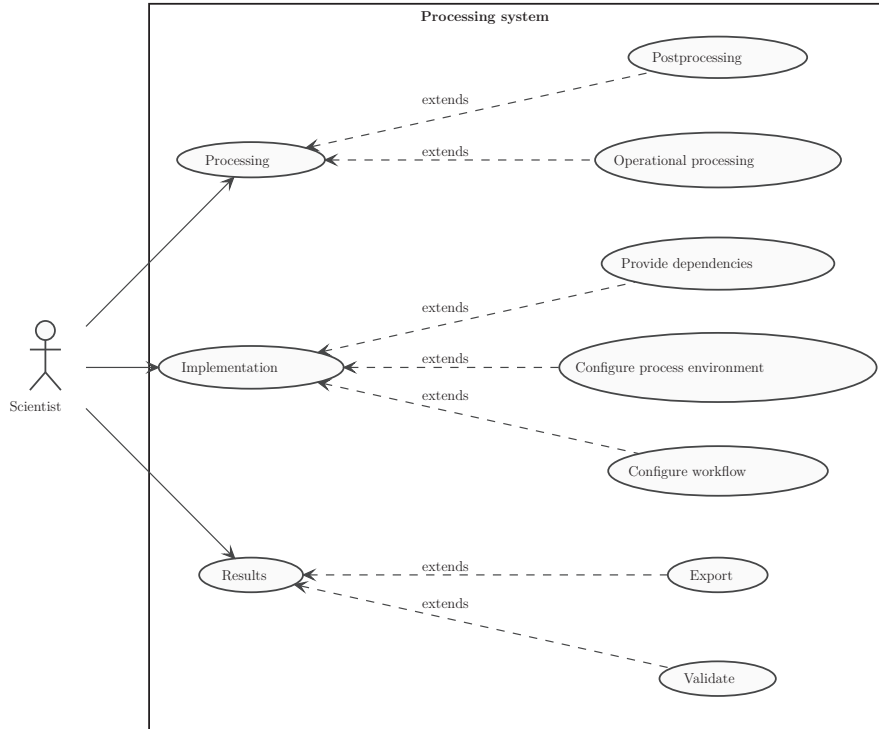 Processing system
Postprocessing
extends
Processing
extends
Operational processing
Provide dependencies
extends
Scientist
Implementation
extends
Configure process environment
extends
Configure workflow
Results
extends
Export
extends
Validate